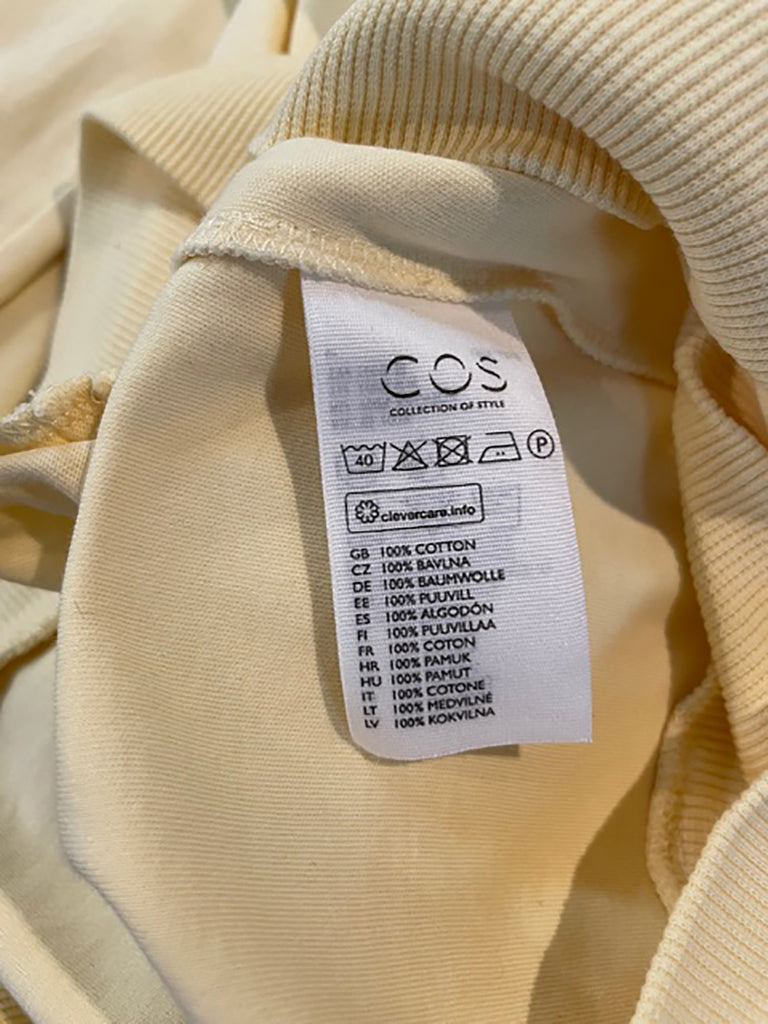 COS
COLLECTION OF STYLE
40 P
clevercare.info
GB 100% COTTON
CZ 100% BAVLNA
DE 100% BAUMWOLLE
EE 100% PUUVILL
ES 100% ALGODÓN
FI 100% PUUVILLAA
FR 100% COTON
HR 100% PAMUK
HU 100% PAMUT
IT 100% COTONE
LT 100% MEDVILNĖ
LV 100% KOKVILNA